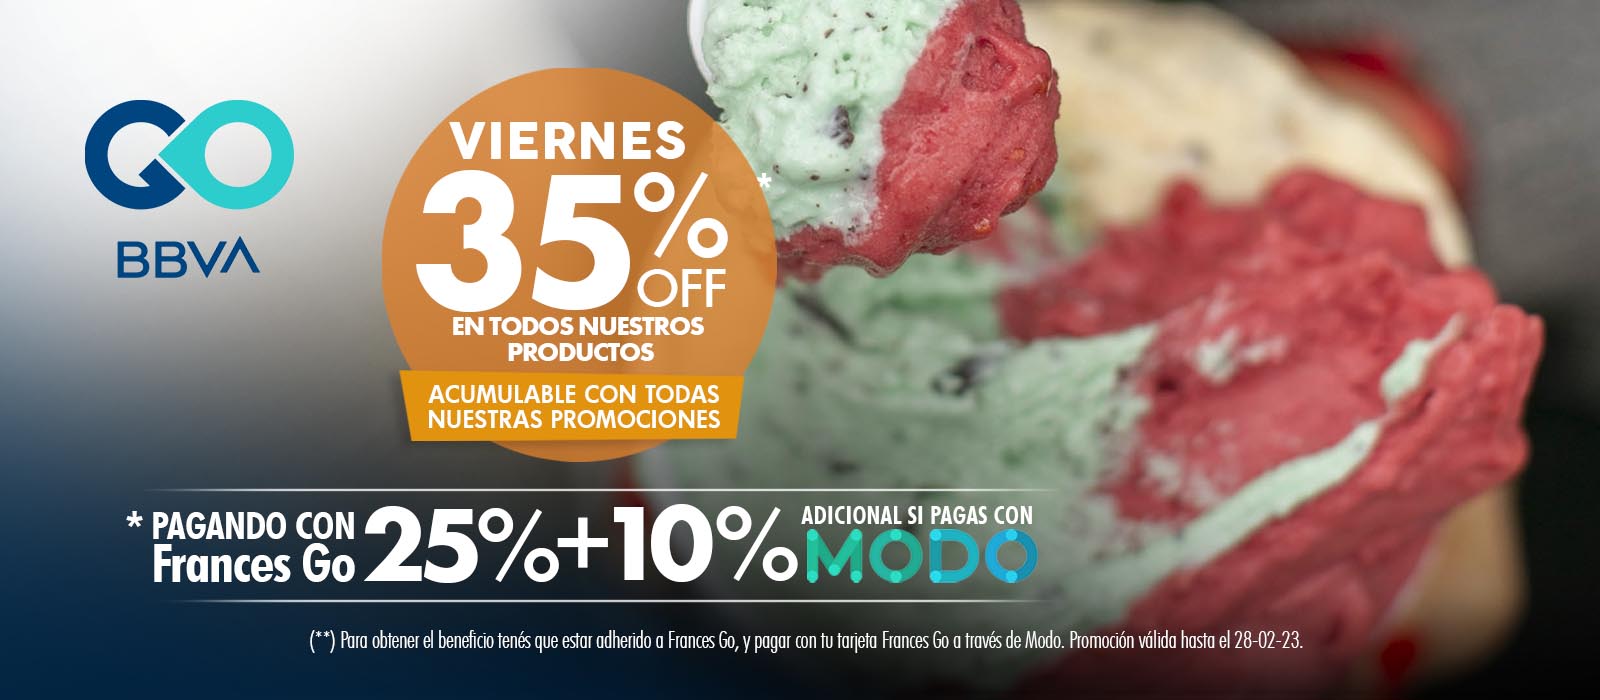 GO
BBVA
VIERNES
35% *
OFF
EN TODOS NUESTROS
PRODUCTOS
ACUMULABLE CON TODAS
NUESTRAS PROMOCIONES
* PAGANDO CON
Frances Go
25%+10%
ADICIONAL SI PAGAS CON
MODO
(**) Para obtener el beneficio tenés que estar adherido a Frances Go, y pagar con tu tarjeta Frances Go a través de Modo. Promoción válida hasta el 28-02-23.